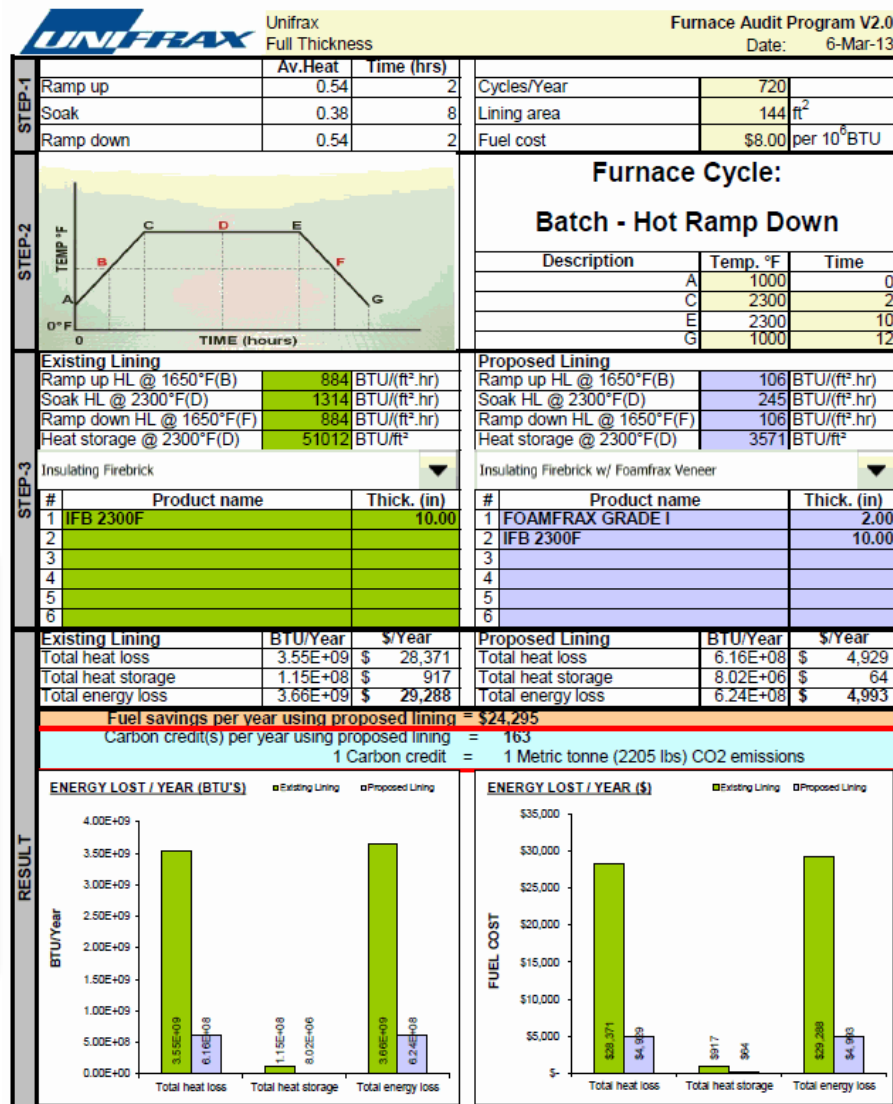 UNIFRAX
Unifrax Furnace Audit Program V2.0
Full Thickness Date: 6-Mar-13
STEP-1
Av.Heat Time (hrs)
Ramp up 0.54 2
Soak 0.38 8
Ramp down 0.54 2
Cycles/Year 720
Lining area 144 ft²
Fuel cost $8.00 per 10⁶BTU
STEP-2
TEMP °F
A B C D E F G
0°F
0 TIME (hours)
Furnace Cycle:
Batch - Hot Ramp Down
Description Temp. °F Time
A 1000 0
C 2300 2
E 2300 10
G 1000 12
STEP-3
Existing Lining
Ramp up HL @ 1650°F(B) 884 BTU/(ft².hr)
Soak HL @ 2300°F(D) 1314 BTU/(ft².hr)
Ramp down HL @ 1650°F(F) 884 BTU/(ft².hr)
Heat storage @ 2300°F(D) 51012 BTU/ft²
Insulating Firebrick
# Product name Thick. (in)
1 IFB 2300F 10.00
2
3
4
5
6
Proposed Lining
Ramp up HL @ 1650°F(B) 106 BTU/(ft².hr)
Soak HL @ 2300°F(D) 245 BTU/(ft².hr)
Ramp down HL @ 1650°F(F) 106 BTU/(ft².hr)
Heat storage @ 2300°F(D) 3571 BTU/ft²
Insulating Firebrick w/ Foamfrax Veneer
# Product name Thick. (in)
1 FOAMFRAX GRADE I 2.00
2 IFB 2300F 10.00
3
4
5
6
RESULT
Existing Lining BTU/Year $/Year
Total heat loss 3.55E+09 $ 28,371
Total heat storage 1.15E+08 $ 917
Total energy loss 3.66E+09 $ 29,288
Proposed Lining BTU/Year $/Year
Total heat loss 6.16E+08 $ 4,929
Total heat storage 8.02E+06 $ 64
Total energy loss 6.24E+08 $ 4,993
Fuel savings per year using proposed lining = $24,295
Carbon credit(s) per year using proposed lining = 163
1 Carbon credit = 1 Metric tonne (2205 lbs) CO2 emissions
ENERGY LOST / YEAR (BTU'S) Existing Lining Proposed Lining
BTU/Year
4.00E+09
3.50E+09
3.00E+09
2.50E+09
2.00E+09
1.50E+09
1.00E+09
5.00E+08
0.00E+00
3.55E+09 6.16E+08 1.15E+08 8.02E+06 3.66E+09 6.24E+08
Total heat loss Total heat storage Total energy loss
ENERGY LOST / YEAR ($) Existing Lining Proposed Lining
FUEL COST
$35,000
$30,000
$25,000
$20,000
$15,000
$10,000
$5,000
$-
$28,371 $4,929 $917 $64 $29,288 $4,993
Total heat loss Total heat storage Total energy loss